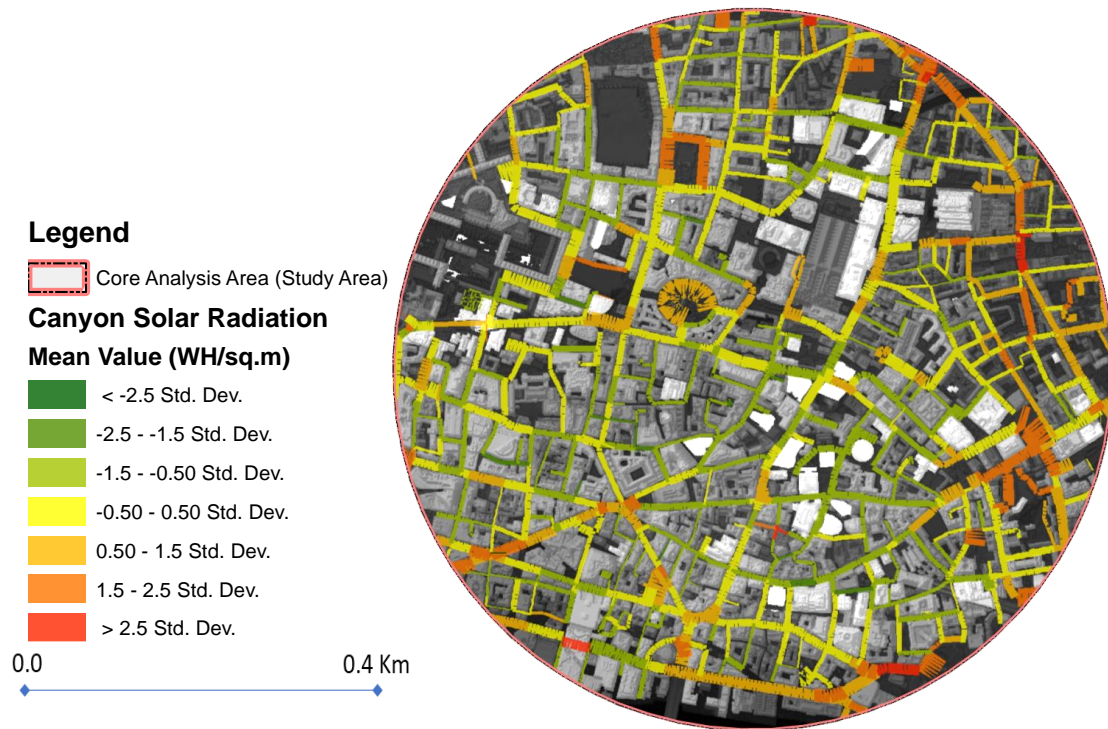 Legend
Core Analysis Area (Study Area)
Canyon Solar Radiation
Mean Value (WH/sq.m)
< -2.5 Std. Dev.
-2.5 - -1.5 Std. Dev.
-1.5 - -0.50 Std. Dev.
-0.50 - 0.50 Std. Dev.
0.50 - 1.5 Std. Dev.
1.5 - 2.5 Std. Dev.
> 2.5 Std. Dev.
0.0 0.4 Km